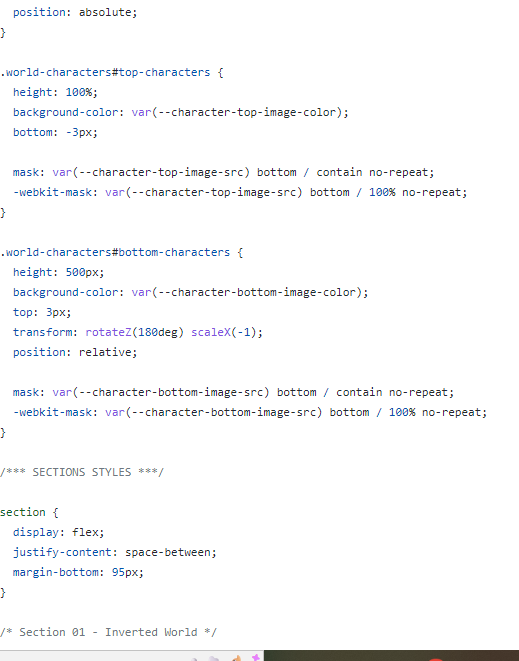 position: absolute;
}
.world-characters#top-characters {
height: 100%;
background-color: var(--character-top-image-color);
bottom: -3px;
mask: var(--character-top-image-src) bottom / contain no-repeat;
-webkit-mask: var(--character-top-image-src) bottom / 100% no-repeat;
}
.world-characters#bottom-characters {
height: 500px;
background-color: var(--character-bottom-image-color);
top: 3px;
transform: rotateZ(180deg) scaleX(-1);
position: relative;
mask: var(--character-bottom-image-src) bottom / contain no-repeat;
-webkit-mask: var(--character-bottom-image-src) bottom / 100% no-repeat;
}
/*** SECTIONS STYLES ***/
section {
display: flex;
justify-content: space-between;
margin-bottom: 95px;
}
/* Section 01 - Inverted World */